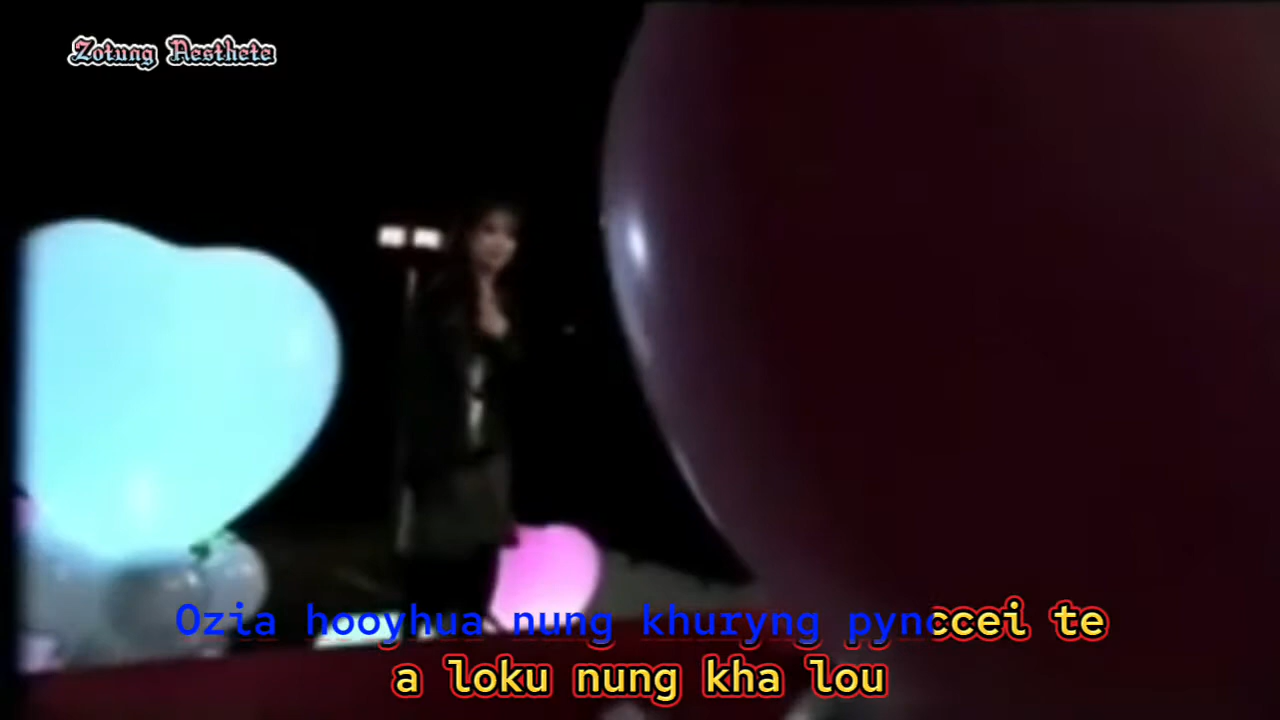 Zotung Aesthete
Ozia hooyhua nung khuryng pynccei te
a loku nung kha lou